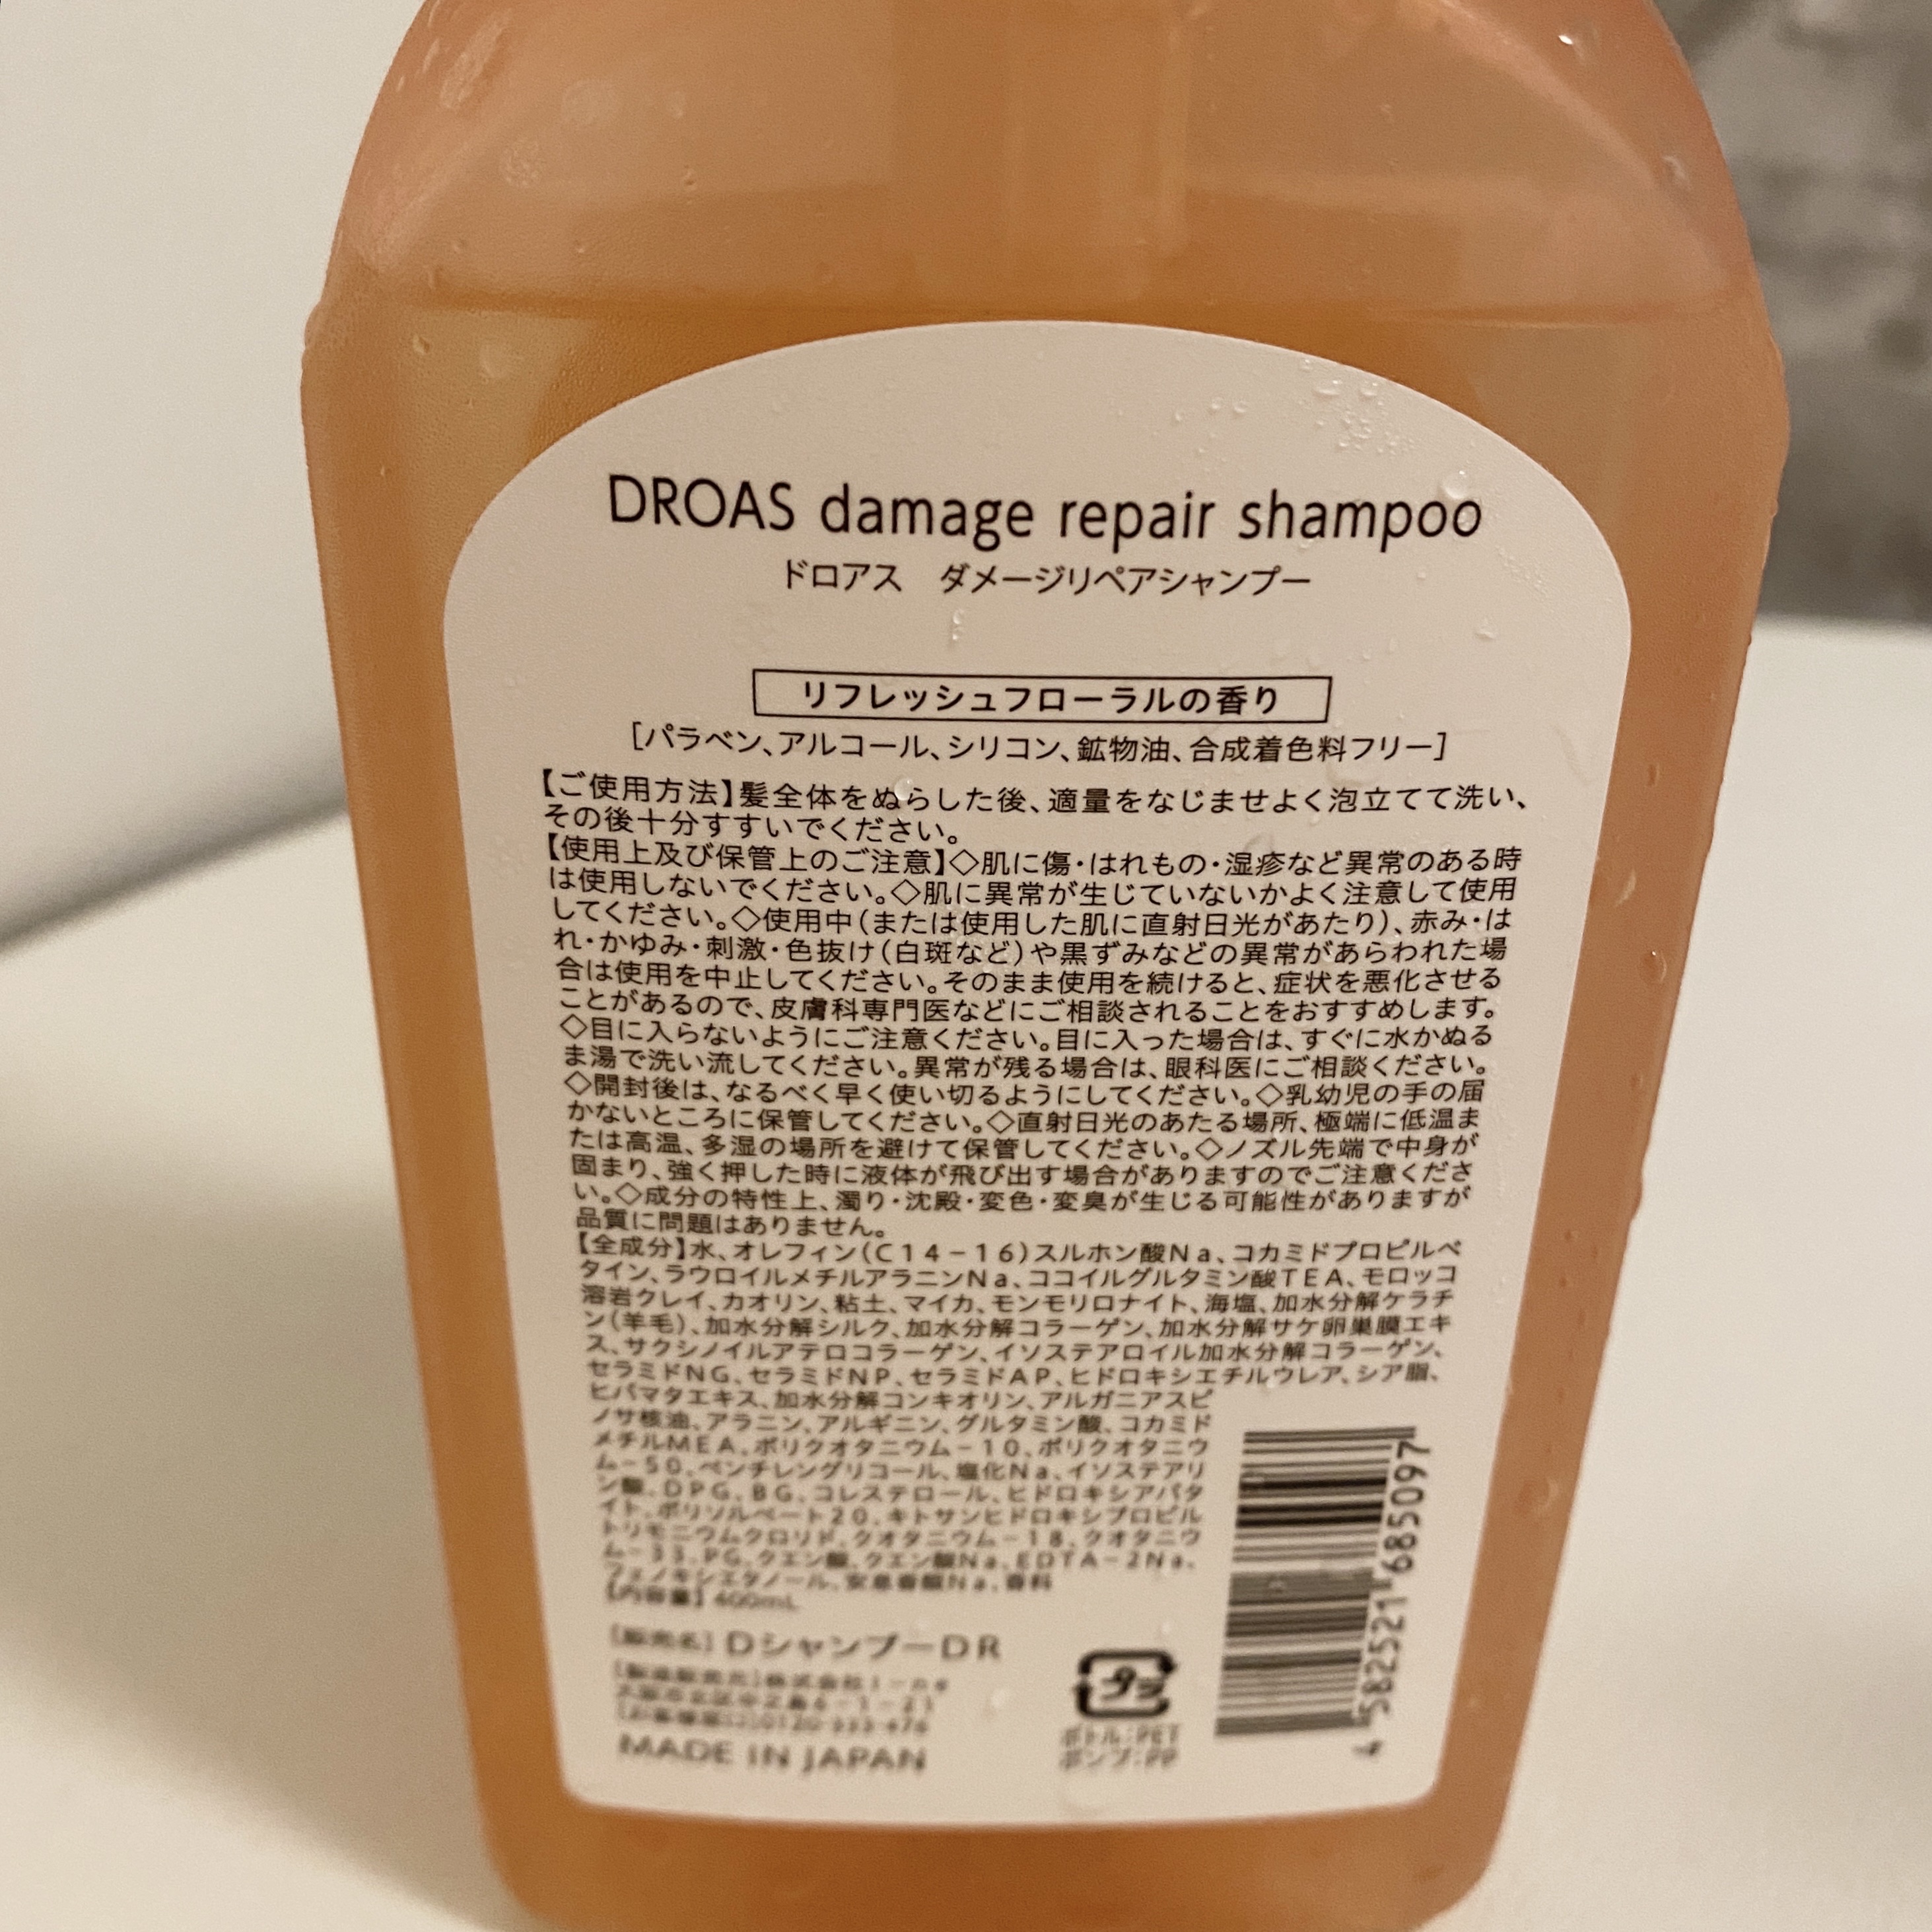 DROAS damage repair shampoo
ドロアス　ダメージリペアシャンプー
リフレッシュフローラルの香り
[パラベン、アルコール、シリコン、鉱物油、合成着色料フリー]
【ご使用方法】髪全体をぬらした後、適量をなじませよく泡立てて洗い、
その後十分すすいでください。
【使用上及び保管上のご注意】◇肌に傷・はれもの・湿疹など異常のある時
は使用しないでください。◇肌に異常が生じていないかよく注意して使用
してください。◇使用中(または使用した肌に直射日光があたり)、赤み・は
れ・かゆみ・刺激・色抜け(白斑など)や黒ずみなどの異常があらわれた場
合は使用を中止してください。そのまま使用を続けると、症状を悪化させる
ことがあるので、皮膚科専門医などにご相談されることをおすすめします。
◇目に入らないようにご注意ください。目に入った場合は、すぐに水かぬる
ま湯で洗い流してください。異常が残る場合は、眼科医にご相談ください。
◇開封後は、なるべく早く使い切るようにしてください。◇乳幼児の手の届
かないところに保管してください。◇直射日光のあたる場所、極端に低温ま
たは高温、多湿の場所を避けて保管してください。◇ノズル先端で中身が
固まり、強く押した時に液体が飛び出す場合がありますのでご注意くださ
い。◇成分の特性上、濁り・沈殿・変色・変臭が生じる可能性がありますが
品質に問題はありません。
【全成分】水、オレフィン(C14-16)スルホン酸Na、コカミドプロピルベ
タイン、ラウロイルメチルアラニンNa、ココイルグルタミン酸TEA、モロッコ
溶岩クレイ、カオリン、粘土、マイカ、モンモリロナイト、海塩、加水分解ケラチ
ン(羊毛)、加水分解シルク、加水分解コラーゲン、加水分解サケ卵巣膜エキ
ス、サクシノイルアテロコラーゲン、イソステアロイル加水分解コラーゲン、
セラミドNG、セラミドNP、セラミドAP、ヒドロキシエチルウレア、シア脂、
ヒバマタエキス、加水分解コンキオリン、アルガニアスピ
ノサ核油、アラニン、アルギニン、グルタミン酸、コカミド
メチルMEA、ポリクオタニウム-10、ポリクオタニウ
ム-50、ペンチレングリコール、塩化Na、イソステアリ
ン酸、DPG、BG、コレステロール、ヒドロキシアパタ
イト、ポリソルベート20、キトサンヒドロキシプロピル
トリモニウムクロリド、クオタニウム-18、クオタニウ
ム-33、PG、クエン酸、クエン酸Na、EDTA-2Na、
フェノキシエタノール、安息香酸Na、香料
【内容量】400mL
[販売名]DシャンプーDR
[製造販売元]株式会社I-ne
大阪市北区中之島6-1-21
MADE IN JAPAN
プラ
ボトル:PET
ポンプ:PP
4 582521 685097